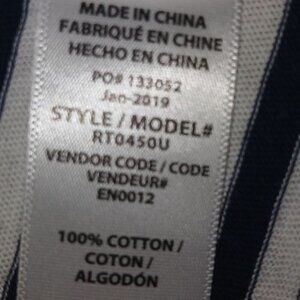 MADE IN CHINA
FABRIQUÉ EN CHINE
HECHO EN CHINA
PO# 133052
Jan-2019
STYLE / MODEL#
RT0450U
VENDOR CODE / CODE
VENDEUR#
EN0012
100% COTTON /
COTON /
ALGODÓN